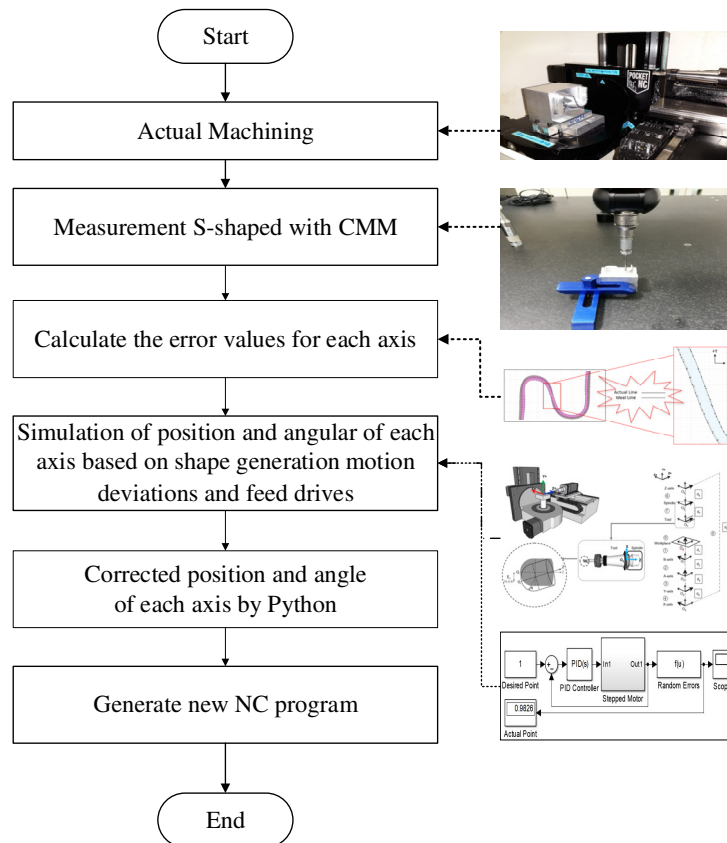 Start
Actual Machining
POCKET
NC
Measurement S-shaped with CMM
Calculate the error values for each axis
Actual Line
Ideal Line
Simulation of position and angular of each
axis based on shape generation motion
deviations and feed drives
Z-axis
Spindle
Tool
Workpiece
B-axis
A-axis
Y-axis
X-axis
Tool
Spindle
Corrected position and angle
of each axis by Python
1
PID(s)
In1
Out1
f(u)
Desired Point
PID Controller
Stepped Motor
Random Errors
0.9826
Actual Point
Generate new NC program
End